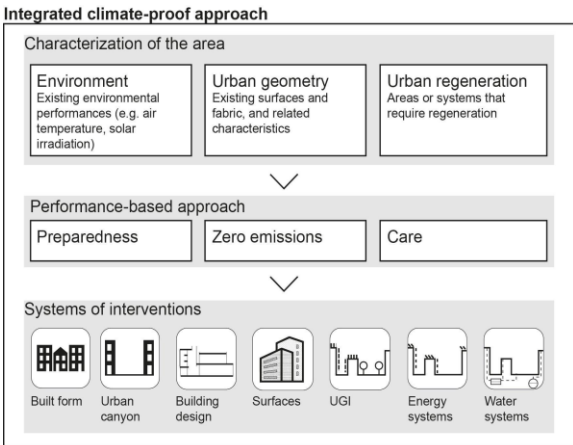 Integrated climate-proof approach
Characterization of the area
Environment
Existing environmental
performances (e.g. air
temperature, solar
irradiation)
Urban geometry
Existing surfaces and
fabric, and related
characteristics
Urban regeneration
Areas or systems that
require regeneration
Performance-based approach
Preparedness
Zero emissions
Care
Systems of interventions
Built form
Urban
canyon
Building
design
Surfaces
UGI
Energy
systems
Water
systems